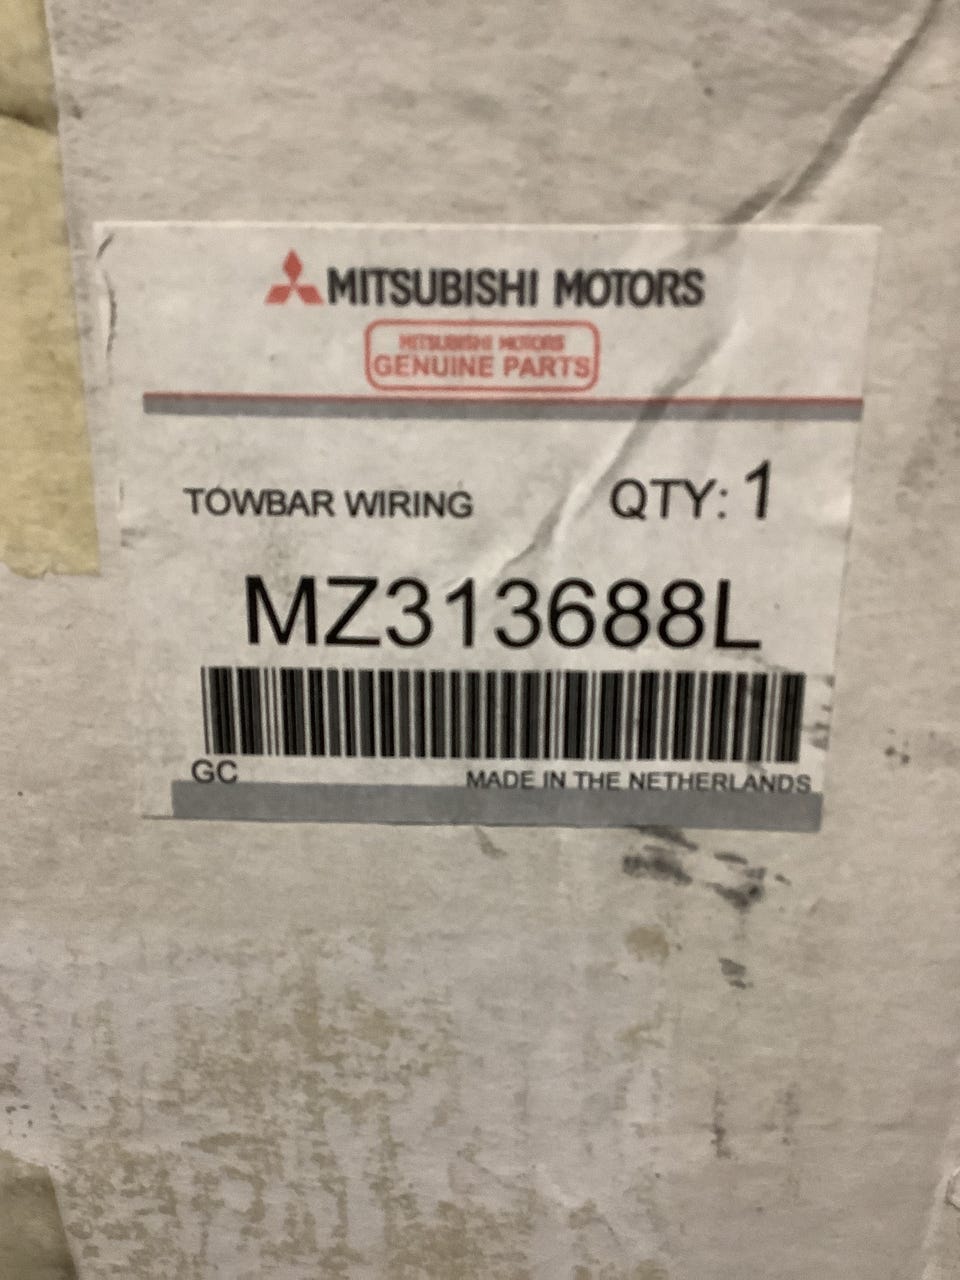 MITSUBISHI MOTORS
MITSUBISHI MOTORS
GENUINE PARTS
TOWBAR WIRING QTY: 1
MZ313688L
GC MADE IN THE NETHERLANDS